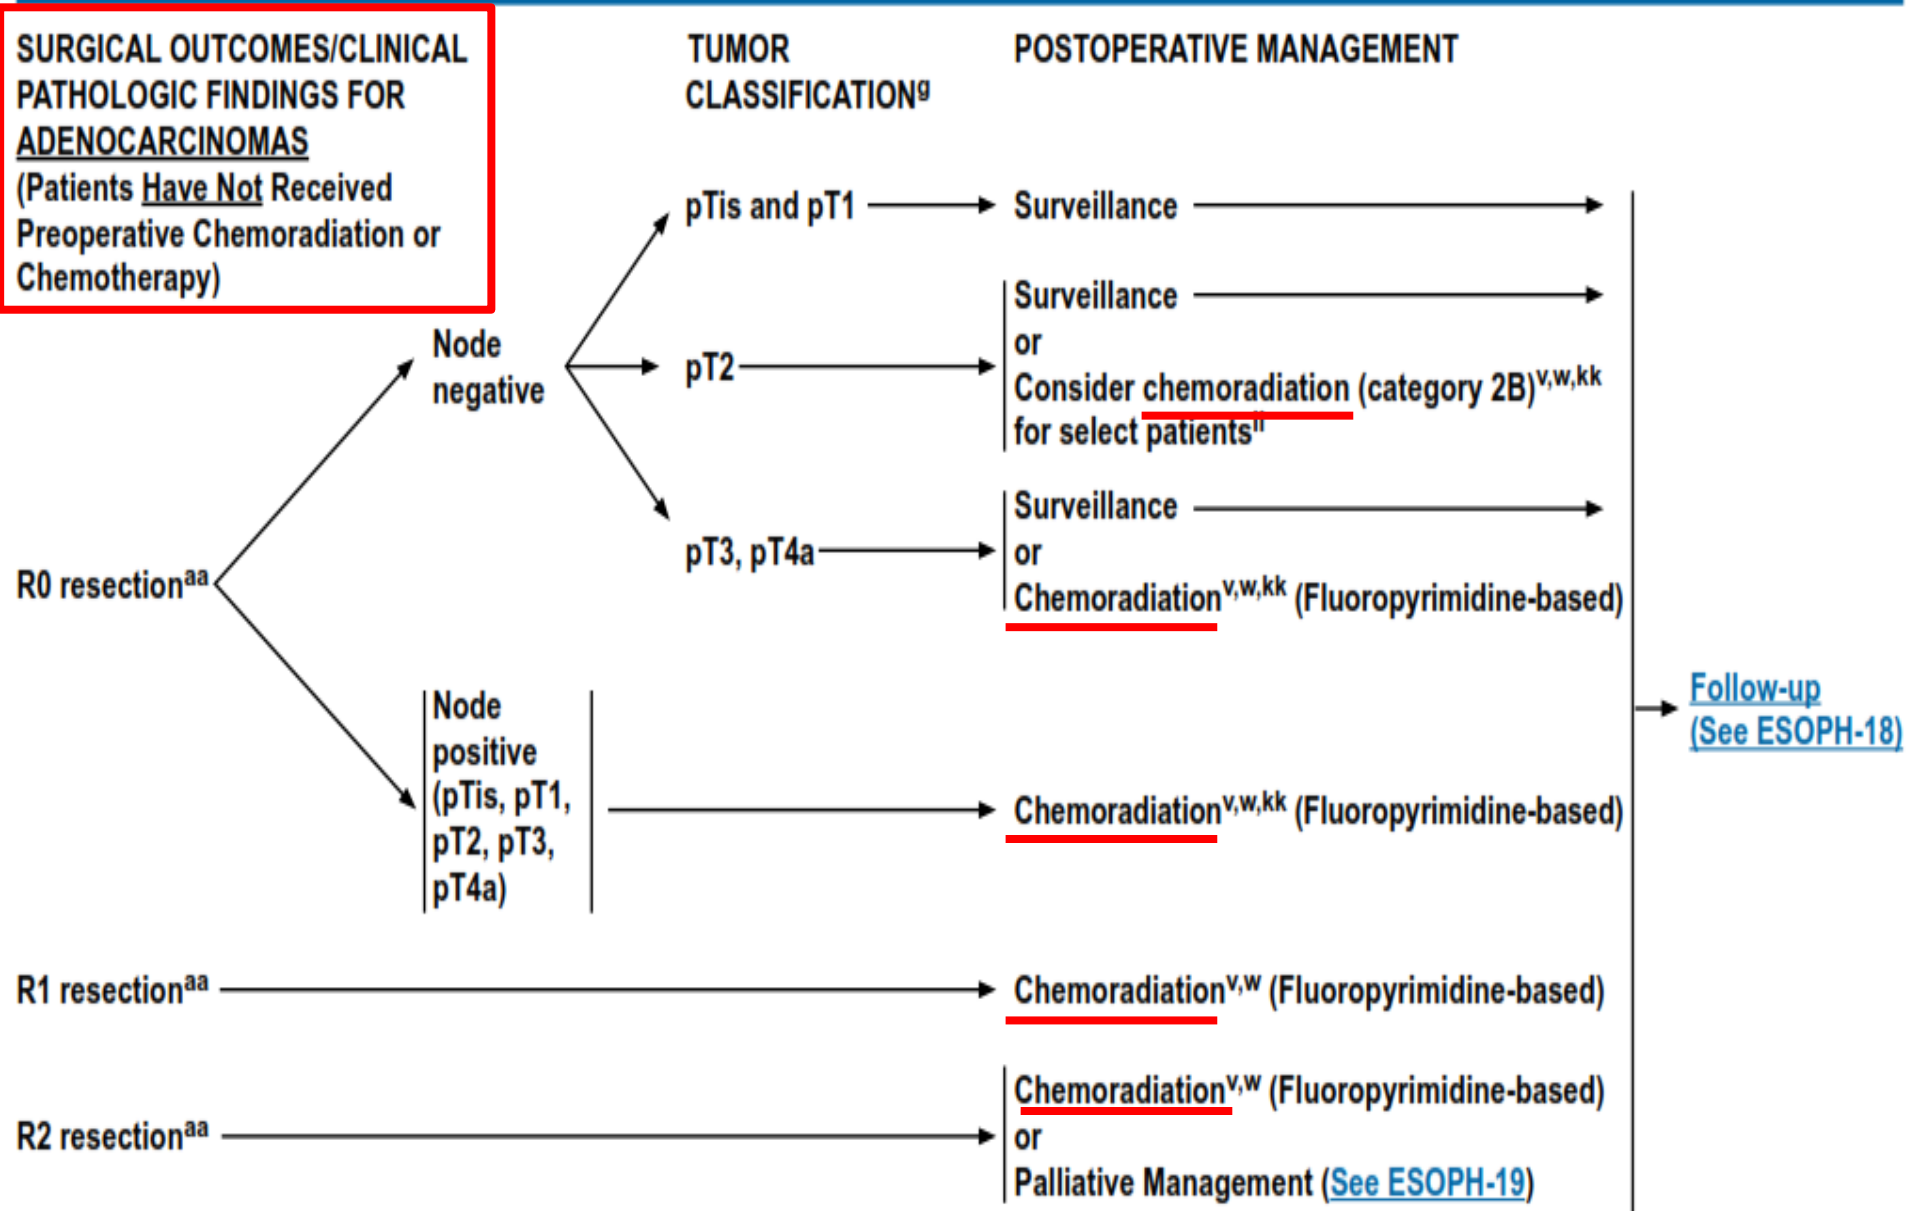 SURGICAL OUTCOMES/CLINICAL
PATHOLOGIC FINDINGS FOR
ADENOCARCINOMAS
(Patients Have Not Received
Preoperative Chemoradiation or
Chemotherapy)
TUMOR
CLASSIFICATIONᵍ
POSTOPERATIVE MANAGEMENT
R0 resectionᵃᵃ
Node
negative
pTis and pT1
Surveillance
pT2
Surveillance
or
Consider chemoradiation (category 2B)ᵛ,ʷ,ᵏᵏ
for select patients
pT3, pT4a
Surveillance
or
Chemoradiationᵛ,ʷ,ᵏᵏ (Fluoropyrimidine-based)
Node
positive
(pTis, pT1,
pT2, pT3,
pT4a)
Chemoradiationᵛ,ʷ,ᵏᵏ (Fluoropyrimidine-based)
R1 resectionᵃᵃ
Chemoradiationᵛ,ʷ (Fluoropyrimidine-based)
R2 resectionᵃᵃ
Chemoradiationᵛ,ʷ (Fluoropyrimidine-based)
or
Palliative Management (See ESOPH-19)
Follow-up
(See ESOPH-18)